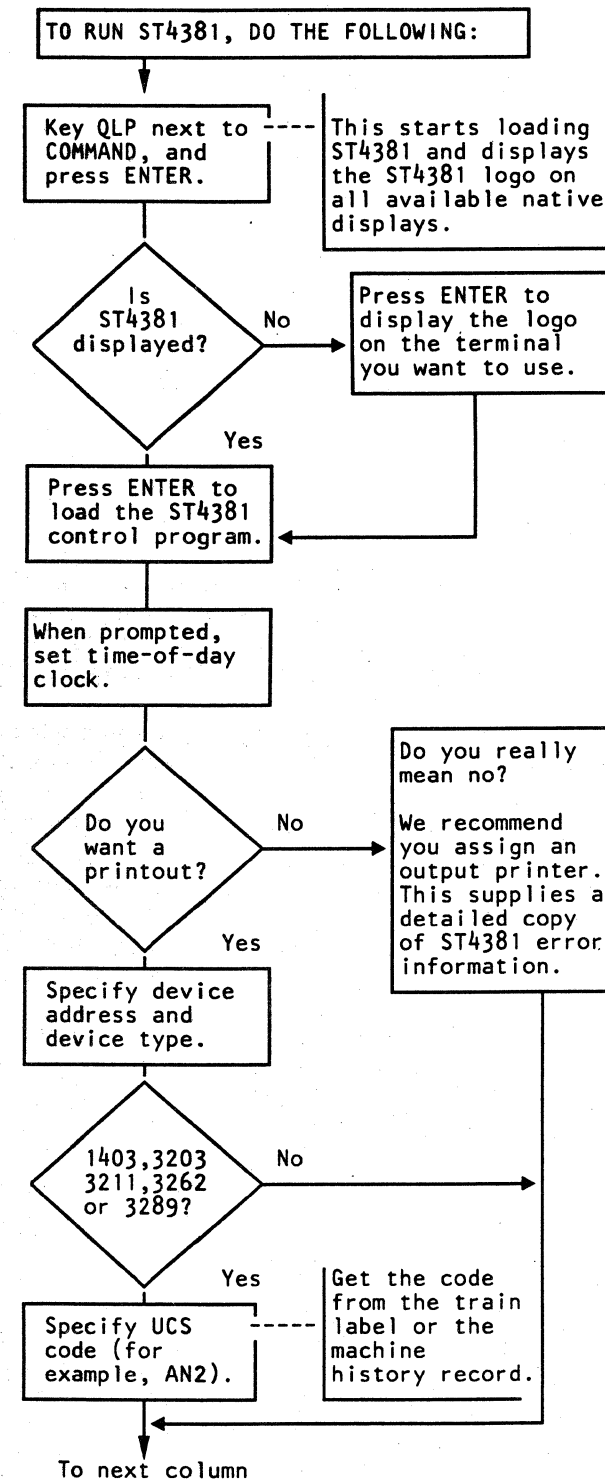 TO RUN ST4381, DO THE FOLLOWING:
Key QLP next to
COMMAND, and
press ENTER.
This starts loading
ST4381 and displays
the ST4381 logo on
all available native
displays.
Is
ST4381
displayed?
No
Press ENTER to
display the logo
on the terminal
you want to use.
Yes
Press ENTER to
load the ST4381
control program.
When prompted,
set time-of-day
clock.
Do you
want a
printout?
No
Do you really
mean no?
We recommend
you assign an
output printer.
This supplies a
detailed copy
of ST4381 error
information.
Yes
Specify device
address and
device type.
1403,3203
3211,3262
or 3289?
No
Yes
Specify UCS
code (for
example, AN2).
Get the code
from the train
label or the
machine
history record.
To next column